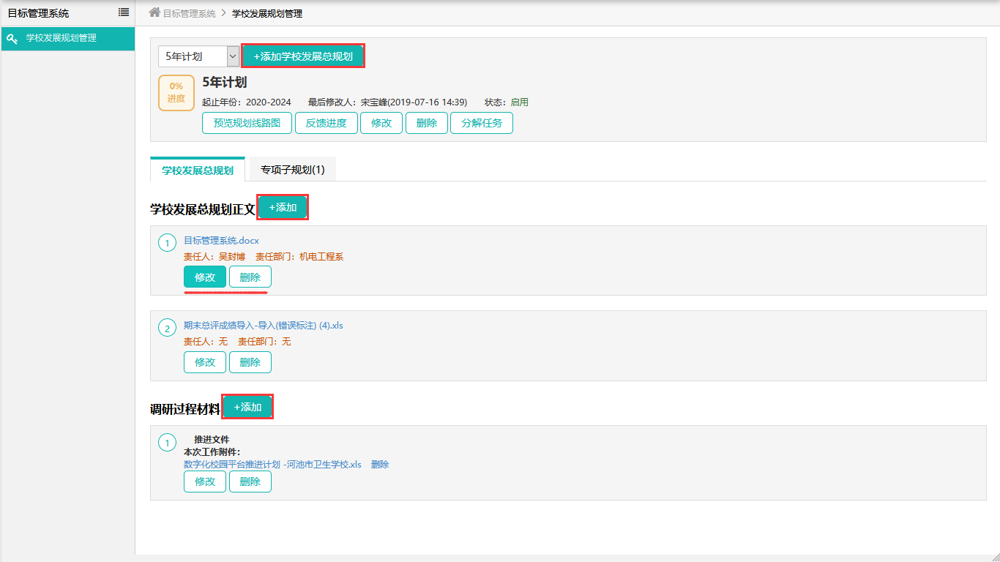 目标管理系统
目标管理系统 > 学校发展规划管理
学校发展规划管理
5年计划 +添加学校发展总规划
0%
进度
5年计划
起止年份：2020-2024 最后修改人：宋宝峰(2019-07-16 14:39) 状态：启用
预览规划线路图 反馈进度 修改 删除 分解任务
学校发展总规划 专项子规划(1)
学校发展总规划正文 +添加
1 目标管理系统.docx
责任人：吴封博 责任部门：机电工程系
修改 删除
2 期末总评成绩导入-导入(错误标注) (4).xls
责任人：无 责任部门：无
修改 删除
调研过程材料 +添加
1 推进文件
本次工作附件：
数字化校园平台推进计划 -河池市卫生学校.xls 删除
修改 删除